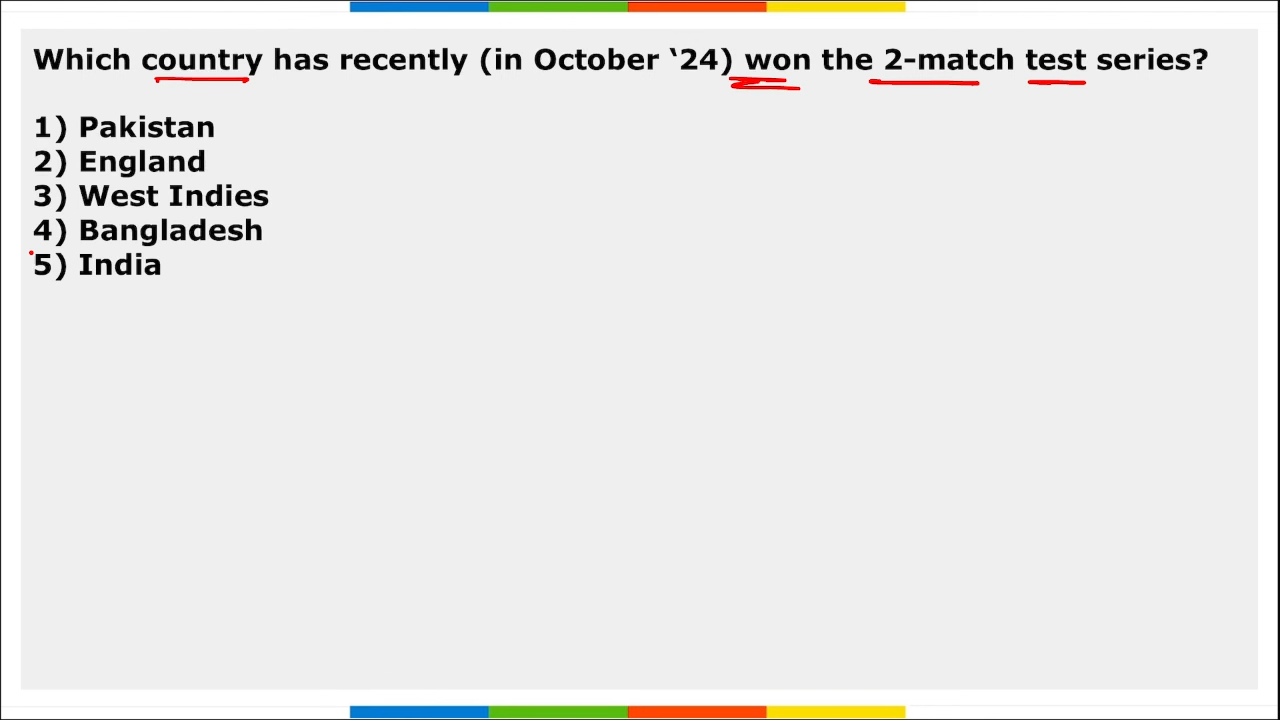 Which country has recently (in October ‘24) won the 2-match test series?
1) Pakistan
2) England
3) West Indies
4) Bangladesh
5) India